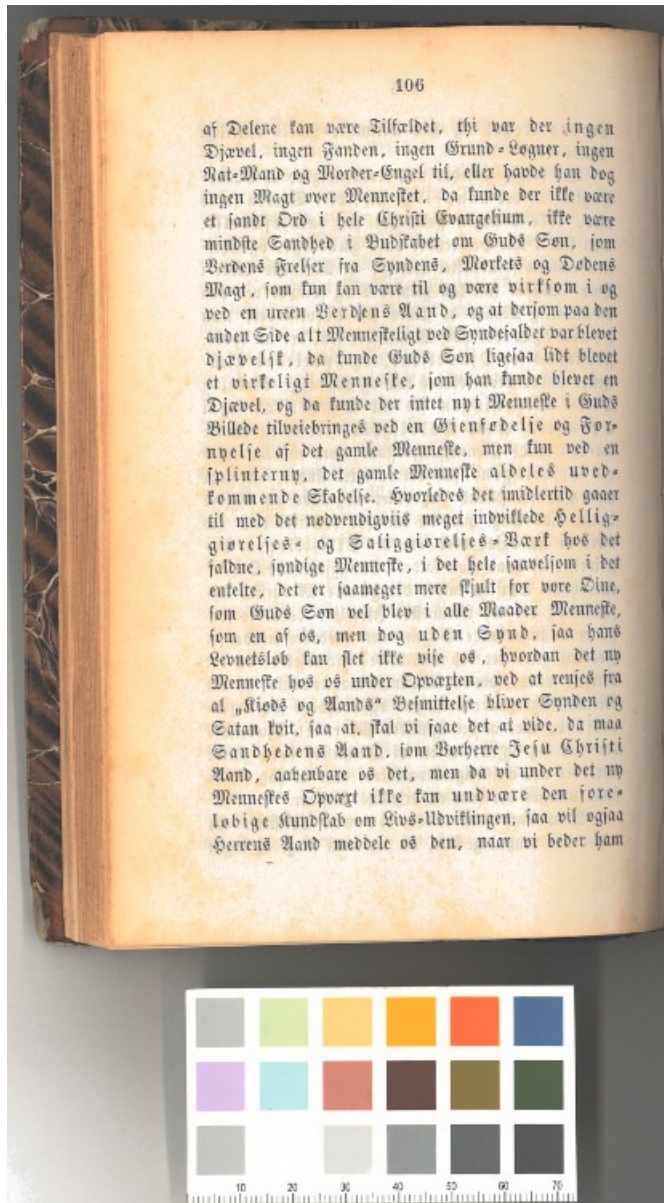 106
af Delene kan være Tilfældet, thi var der ingen
Djævel, ingen Fanden, ingen Grund-Løgner, ingen
Nat-Mand og Morder-Engel til, eller havde han dog
ingen Magt over Mennesket, da kunde der ikke være
et sandt Ord i hele Christi Evangelium, ikke være
mindste Sandhed i Budskabet om Guds Søn, som
Verdens Frelser fra Syndens, Mørkets og Dødens
Magt, som kun kan være til og være virksom i og
ved en ureen Verdjens Aand, og at dersom paa den
anden Side alt Menneskeligt ved Syndefaldet var blevet
djævelsk, da kunde Guds Søn ligesaa lidt blevet
et virkeligt Menneske, som han kunde blevet en
Djævel, og da kunde der intet nyt Menneske i Guds
Billede tilveiebringes ved en Gienfødelse og For-
nyelse af det gamle Menneske, men kun ved en
splinterny, det gamle Menneske aldeles uved-
kommende Skabelse. Hvorledes det imidlertid gaaer
til med det nødvendigviis meget indviklede Hellig-
giørelses- og Saliggiørelses-Værk hos det
faldne, syndige Menneske, i det hele saavelsom i det
enkelte, det er saameget mere skjult for vore Øine,
som Guds Søn vel blev i alle Maader Menneske,
som en af os, men dog uden Synd, saa hans
Levnetsløb kan slet ikke vise os, hvordan det ny
Menneske hos os under Opvæxten, ved at renses fra
al „Kiøds og Aands“ Besmittelse bliver Synden og
Satan kvit, saa at, skal vi faae det at vide, da maa
Sandhedens Aand, som Vorherre Jesu Christi
Aand, aabenbare os det, men da vi under det ny
Menneskes Opvæxt ikke kan undvære den fore-
løbige Kundskab om Livs-Udviklingen, saa vil ogsaa
Herrens Aand meddele os den, naar vi beder ham
10 20 30 40 50 60 70